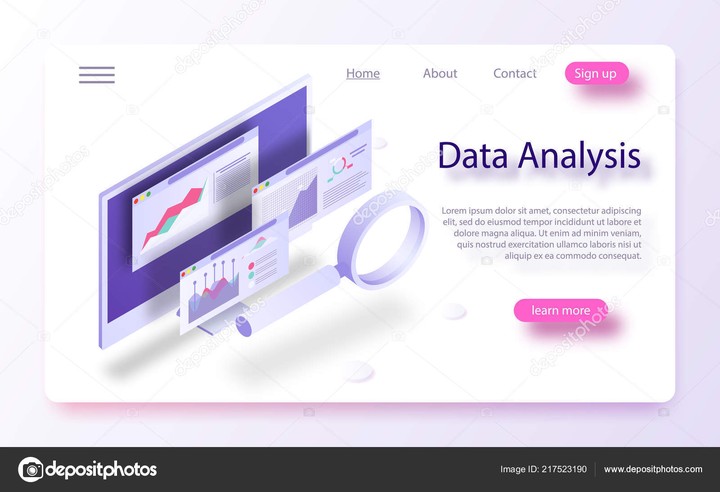 Home About Contact Sign up
Data Analysis
Lorem ipsum dolor sit amet, consectetur adipiscing
elit, sed do eiusmod tempor incididunt ut labore et
dolore magna aliqua. Ut enim ad minim veniam,
quis nostrud exercitation ullamco laboris nisi ut
aliquip ex ea commodo consequat.
learn more
depositphotos
Image ID: 217523190 www.depositphotos.com